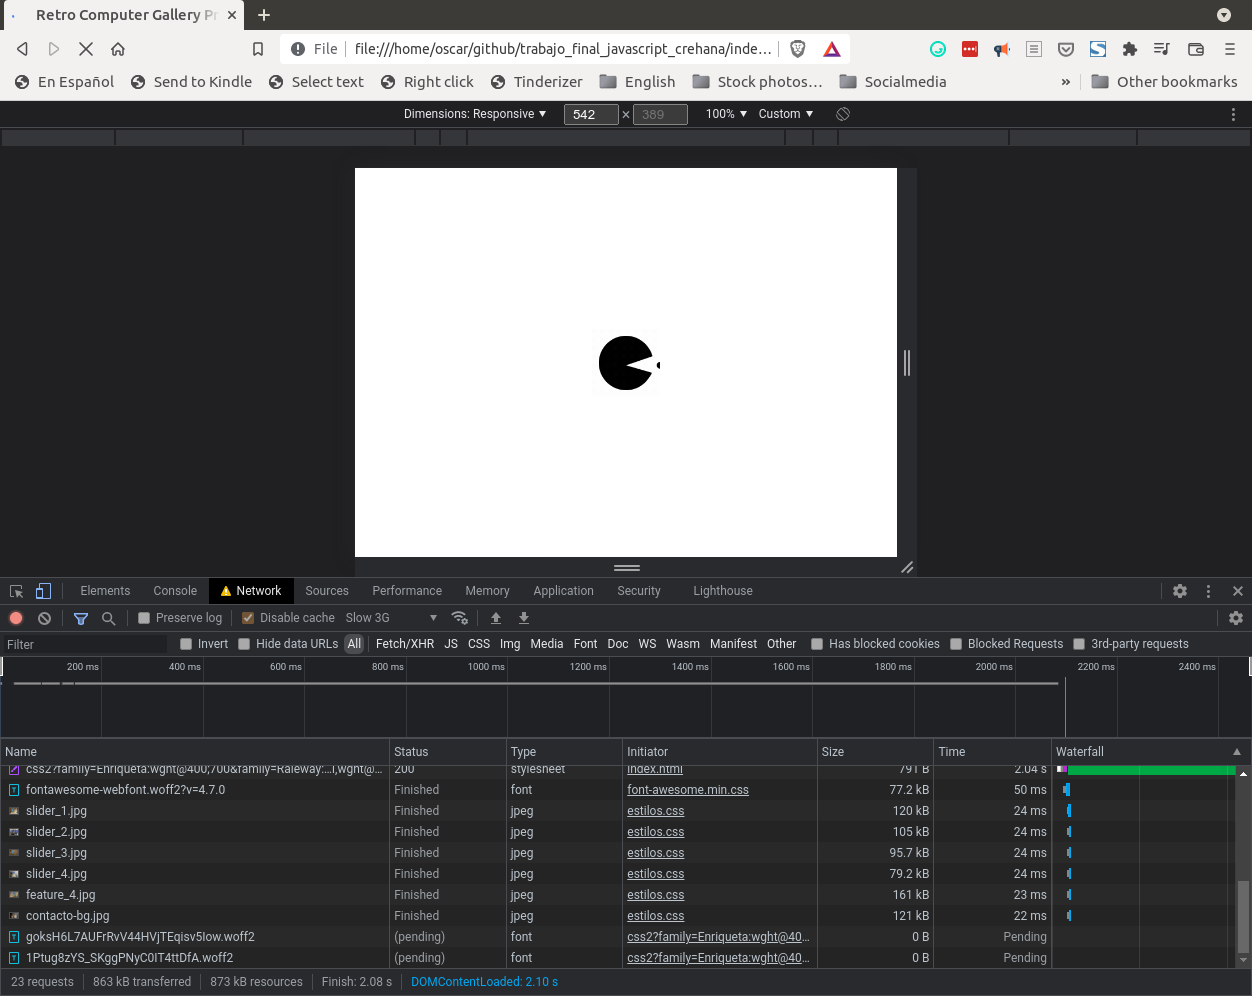 Retro Computer Gallery Pr
File file:///home/oscar/github/trabajo_final_javascript_crehana/inde...
En Español Send to Kindle Select text Right click Tinderizer English Stock photos... Socialmedia » Other bookmarks
Dimensions: Responsive ▼ 542 × 389 100% ▼ Custom ▼
Elements Console Network Sources Performance Memory Application Security Lighthouse
Preserve log Disable cache Slow 3G ▼
Filter Invert Hide data URLs All Fetch/XHR JS CSS Img Media Font Doc WS Wasm Manifest Other Has blocked cookies Blocked Requests 3rd-party requests
200 ms 400 ms 600 ms 800 ms 1000 ms 1200 ms 1400 ms 1600 ms 1800 ms 2000 ms 2200 ms 2400 ms
Name Status Type Initiator Size Time Waterfall
css2?family=Enriqueta:wght@400;700&family=Raleway:...i,wght@... 200 stylesheet index.html 791 B 2.04 s
fontawesome-webfont.woff2?v=4.7.0 Finished font font-awesome.min.css 77.2 kB 50 ms
slider_1.jpg Finished jpeg estilos.css 120 kB 24 ms
slider_2.jpg Finished jpeg estilos.css 105 kB 24 ms
slider_3.jpg Finished jpeg estilos.css 95.7 kB 24 ms
slider_4.jpg Finished jpeg estilos.css 79.2 kB 24 ms
feature_4.jpg Finished jpeg estilos.css 161 kB 23 ms
contacto-bg.jpg Finished jpeg estilos.css 121 kB 22 ms
goksH6L7AUFrRvV44HVjTEqisv5Iow.woff2 (pending) font css2?family=Enriqueta:wght@40... 0 B Pending
1Ptug8zYS_SKggPNyC0IT4ttDfA.woff2 (pending) font css2?family=Enriqueta:wght@40... 0 B Pending
23 requests 863 kB transferred 873 kB resources Finish: 2.08 s DOMContentLoaded: 2.10 s